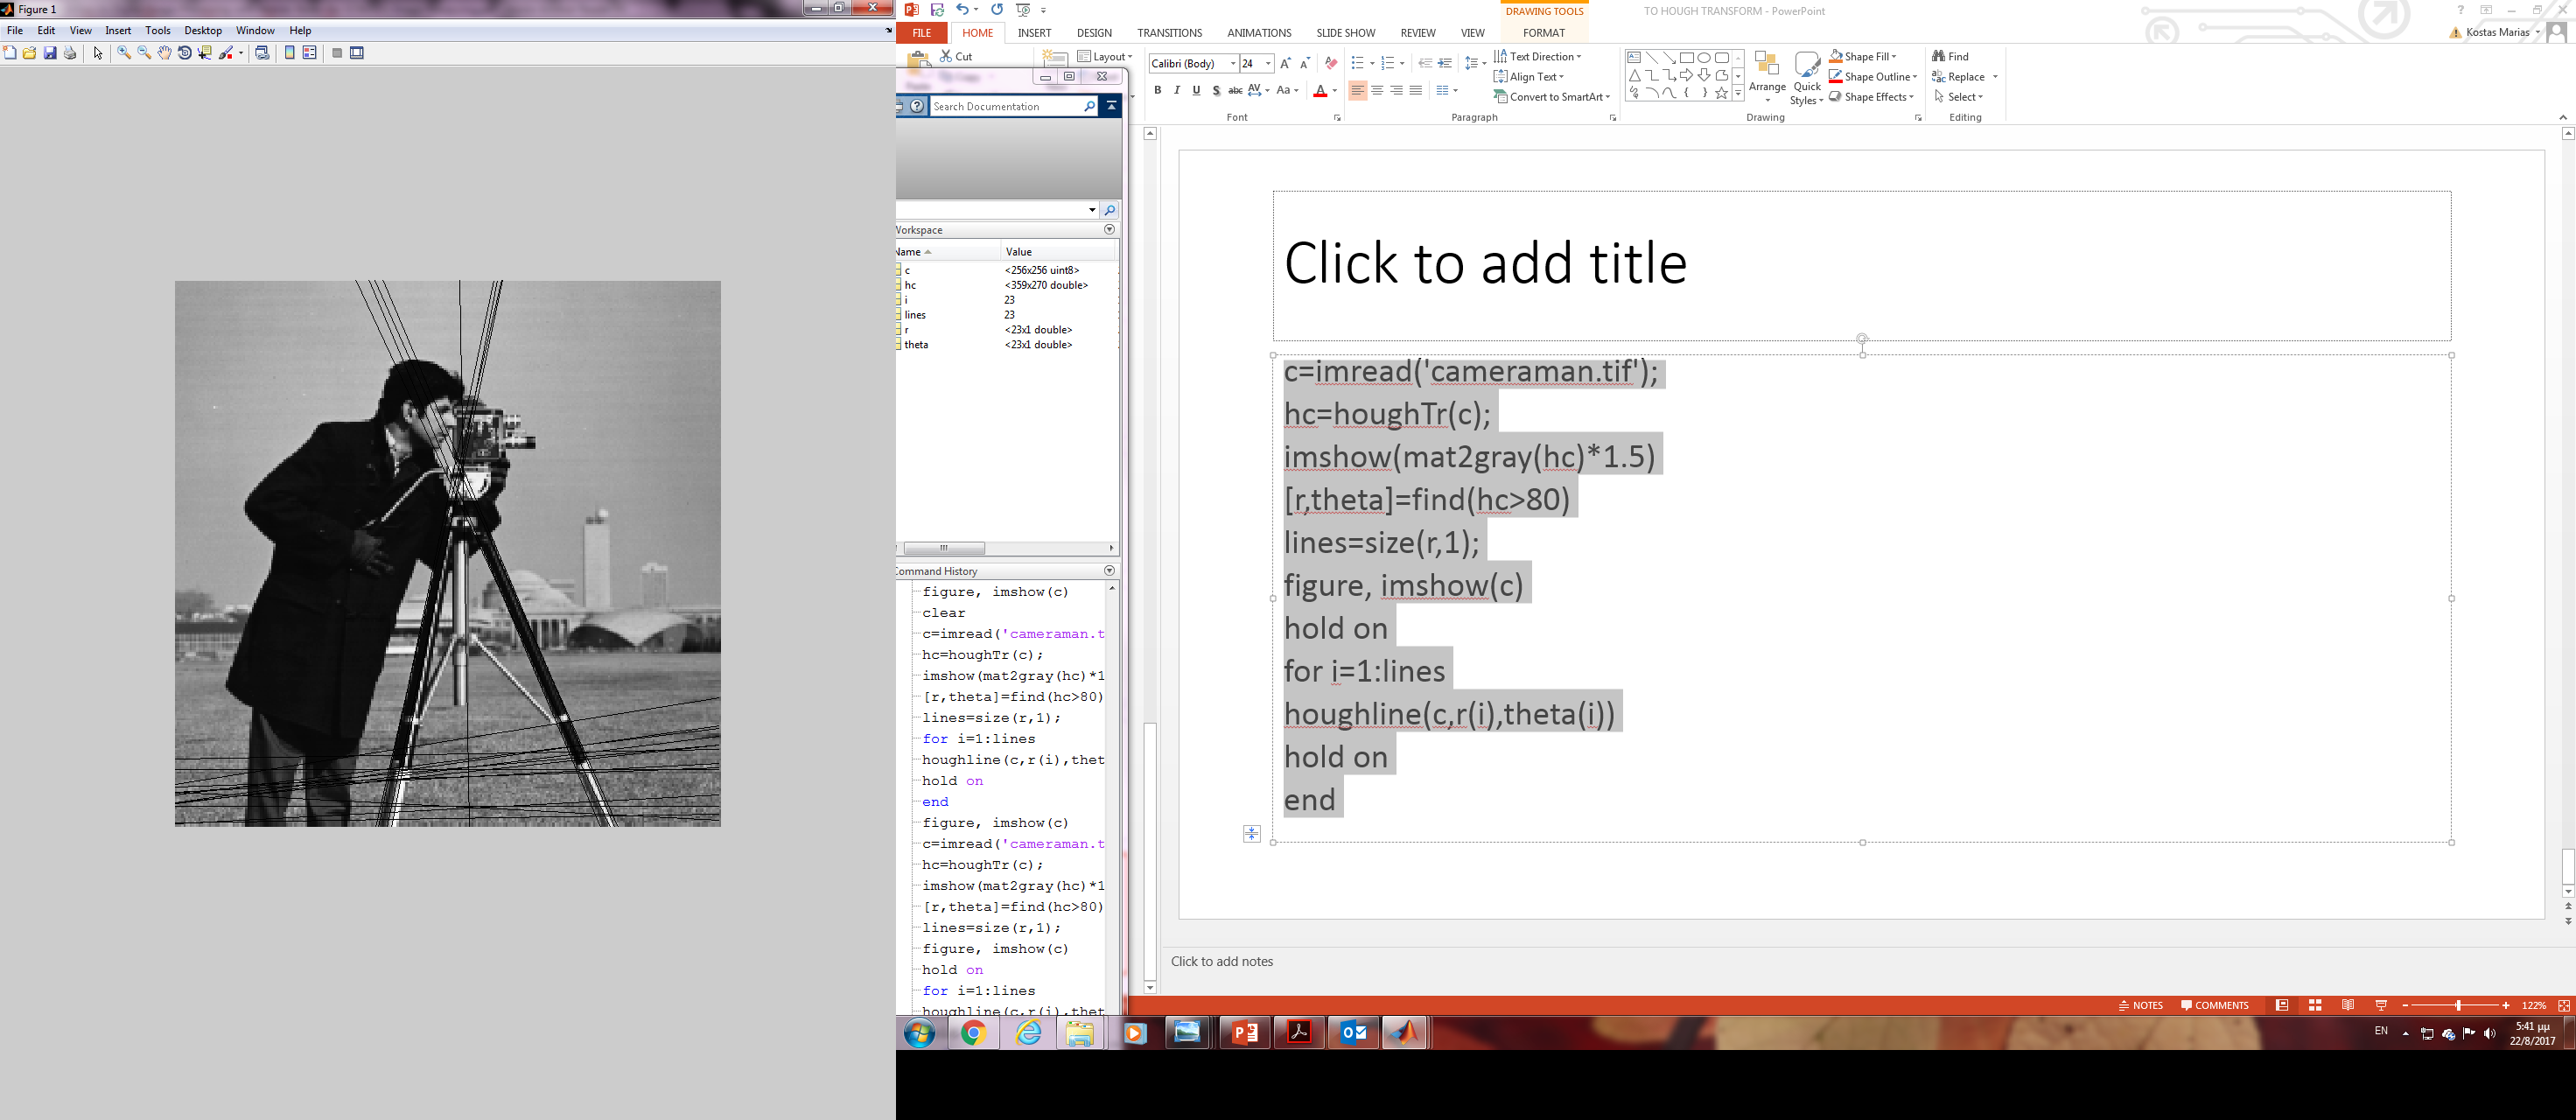 Figure 1
File Edit View Insert Tools Desktop Window Help
TO HOUGH TRANSFORM - PowerPoint
DRAWING TOOLS
FILE HOME INSERT DESIGN TRANSITIONS ANIMATIONS SLIDE SHOW REVIEW VIEW FORMAT
Kostas Marias
Cut
Layout
Calibri (Body) 24
Text Direction
Align Text
Convert to SmartArt
Arrange
Quick
Styles
Shape Fill
Shape Outline
Shape Effects
Find
Replace
Select
Font Paragraph Drawing Editing
Search Documentation
Workspace
Name Value
c <256x256 uint8>
hc <359x270 double>
i 23
lines 23
r <23x1 double>
theta <23x1 double>
Command History
figure, imshow(c)
clear
c=imread('cameraman.t
hc=houghTr(c);
imshow(mat2gray(hc)*1
[r,theta]=find(hc>80)
lines=size(r,1);
for i=1:lines
houghline(c,r(i),thet
hold on
end
figure, imshow(c)
c=imread('cameraman.t
hc=houghTr(c);
imshow(mat2gray(hc)*1
[r,theta]=find(hc>80)
lines=size(r,1);
figure, imshow(c)
hold on
for i=1:lines
houghline(c,r(i),thet
Click to add title
c=imread('cameraman.tif');
hc=houghTr(c);
imshow(mat2gray(hc)*1.5)
[r,theta]=find(hc>80)
lines=size(r,1);
figure, imshow(c)
hold on
for i=1:lines
houghline(c,r(i),theta(i))
hold on
end
Click to add notes
NOTES COMMENTS 122%
EN
5:41 μμ
22/8/2017